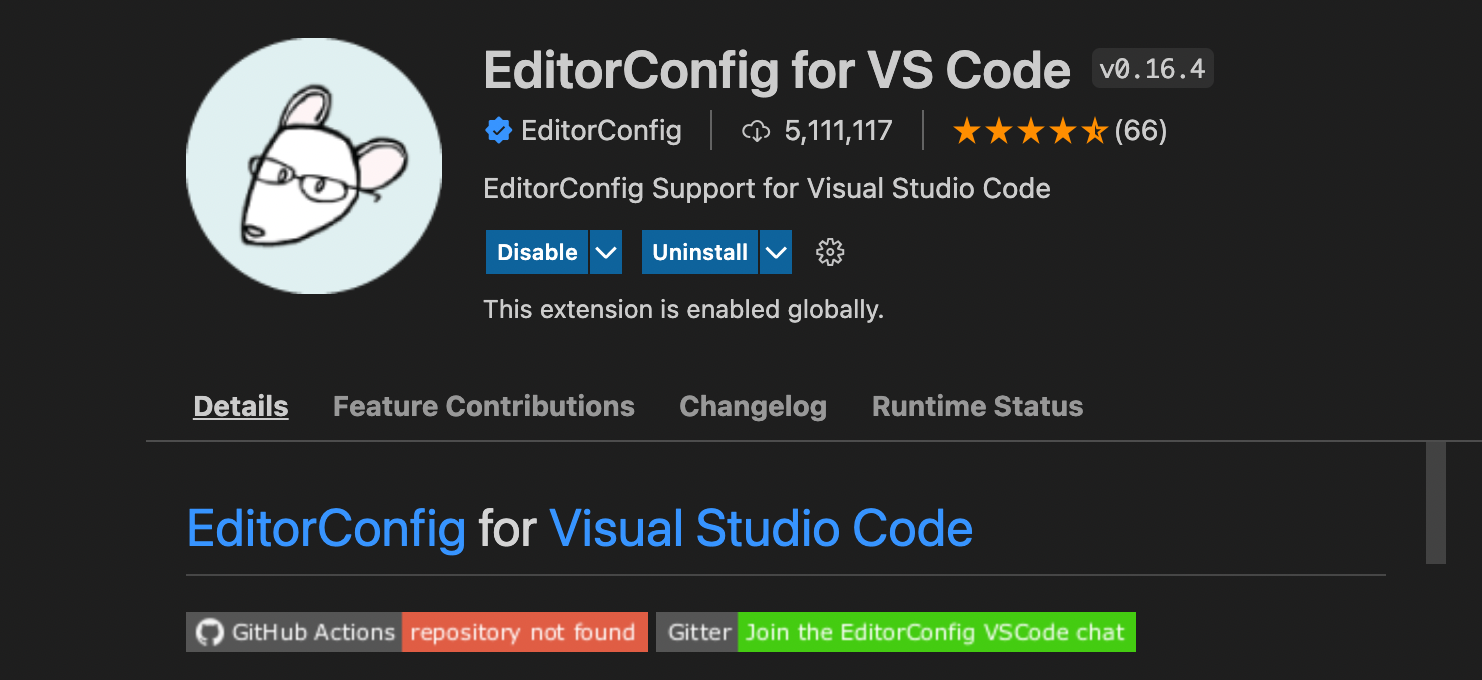 EditorConfig for VS Code v0.16.4
EditorConfig 5,111,117 (66)
EditorConfig Support for Visual Studio Code
Disable Uninstall
This extension is enabled globally.
Details Feature Contributions Changelog Runtime Status
EditorConfig for Visual Studio Code
GitHub Actions repository not found Gitter Join the EditorConfig VSCode chat